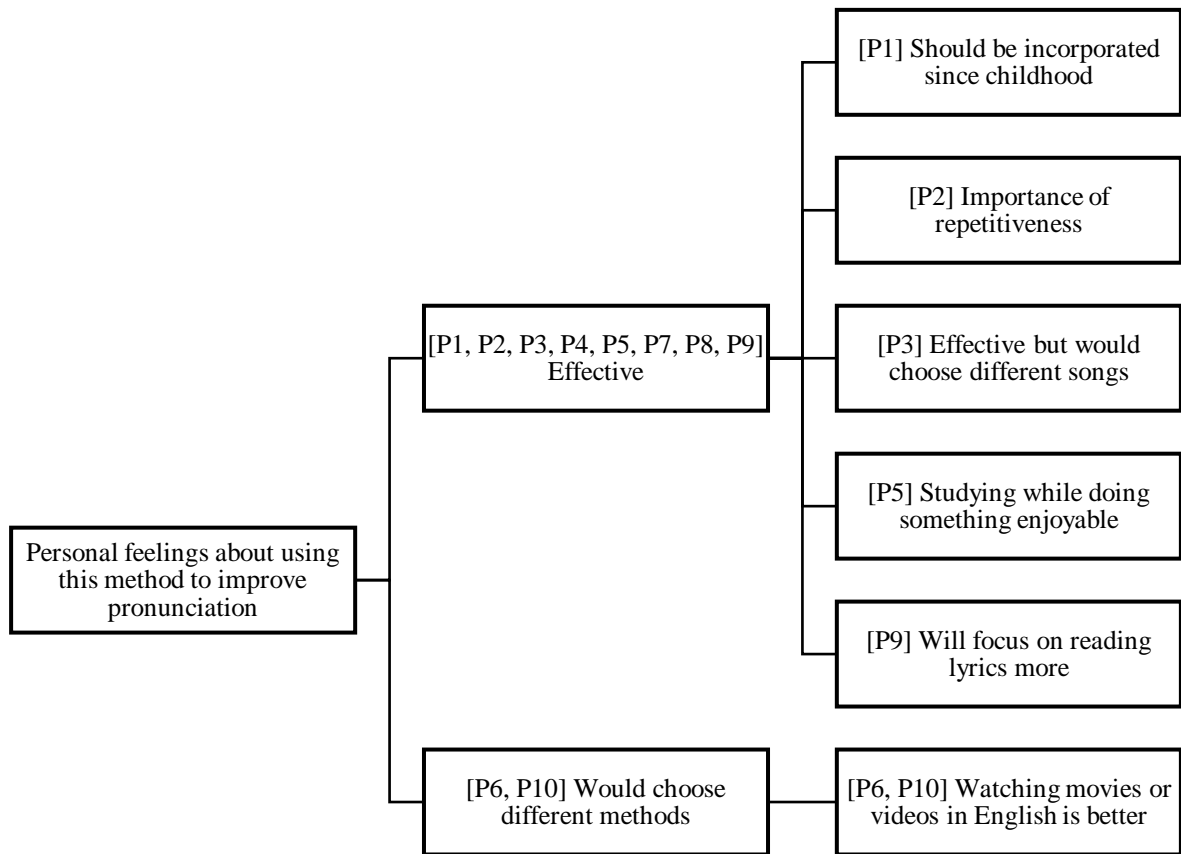 [P1] Should be incorporated
since childhood
[P2] Importance of
repetitiveness
[P1, P2, P3, P4, P5, P7, P8, P9]
Effective
[P3] Effective but would
choose different songs
[P5] Studying while doing
something enjoyable
Personal feelings about using
this method to improve
pronunciation
[P9] Will focus on reading
lyrics more
[P6, P10] Would choose
different methods
[P6, P10] Watching movies or
videos in English is better